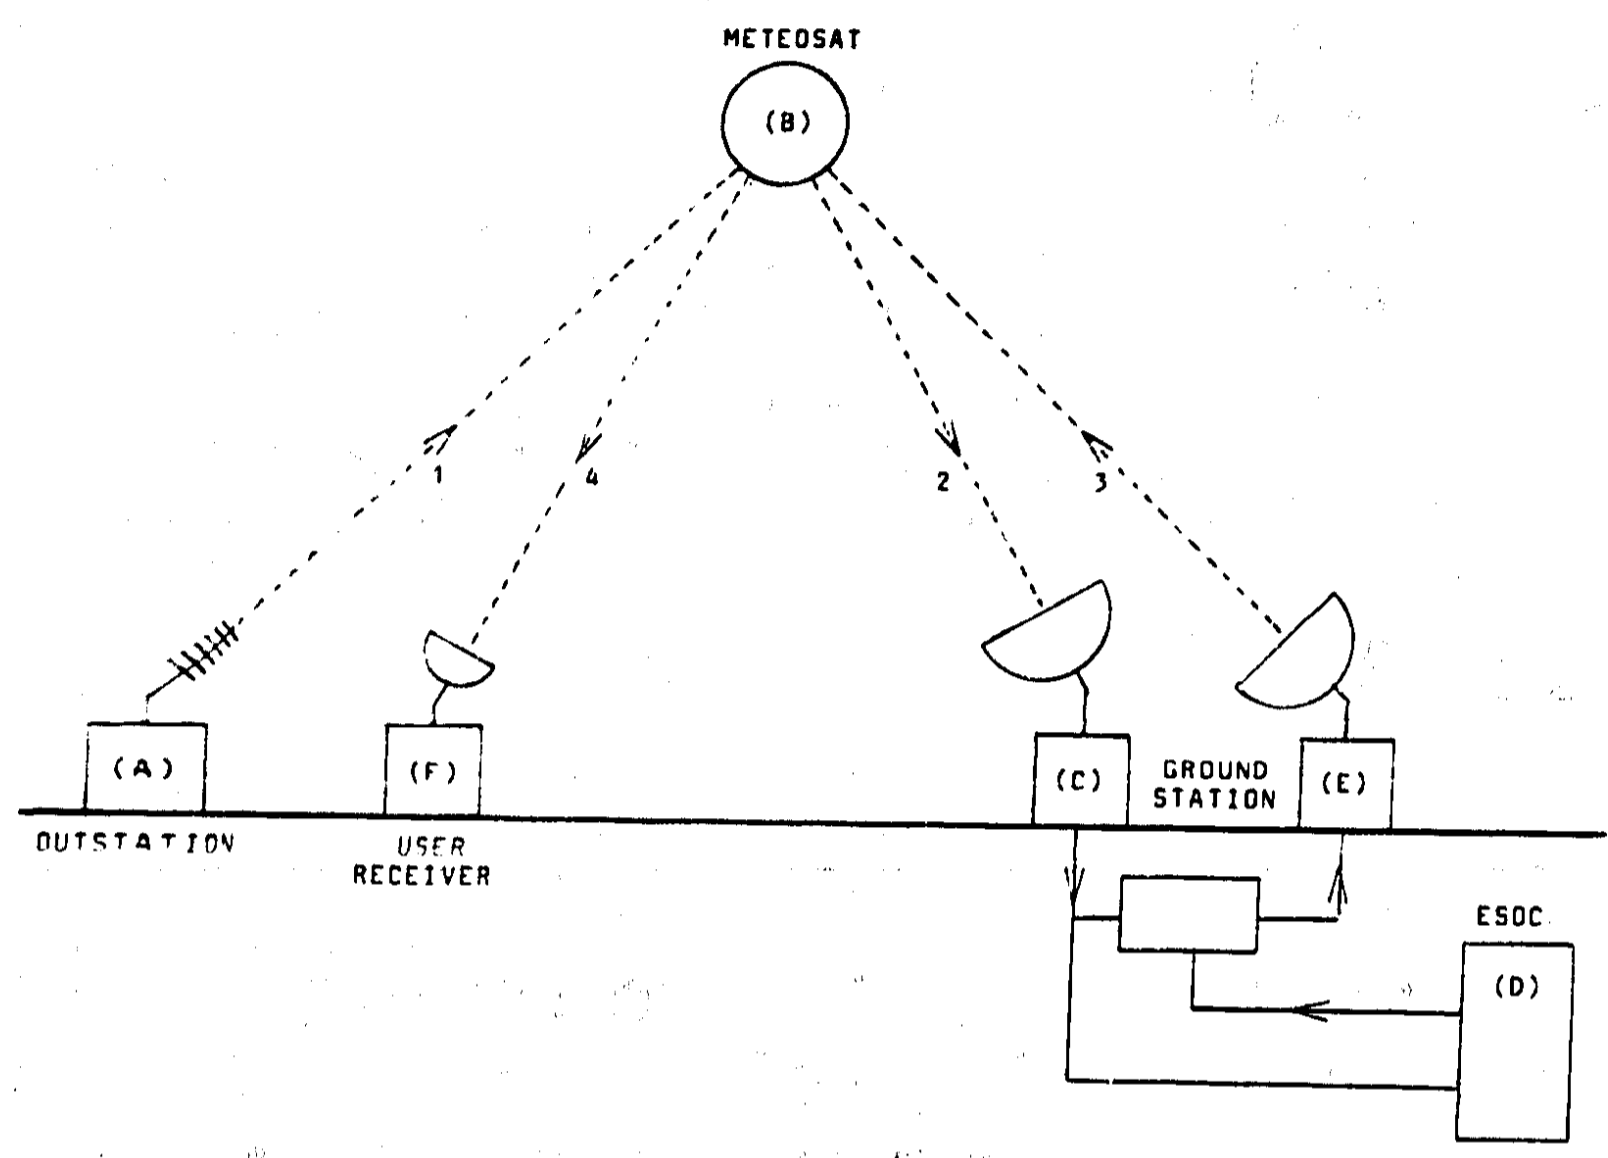 METEOSAT
(B)
1
4
2
3
(A)
(F)
(C)
GROUND
STATION
(E)
OUTSTATION
USER
RECEIVER
ESOC
(D)